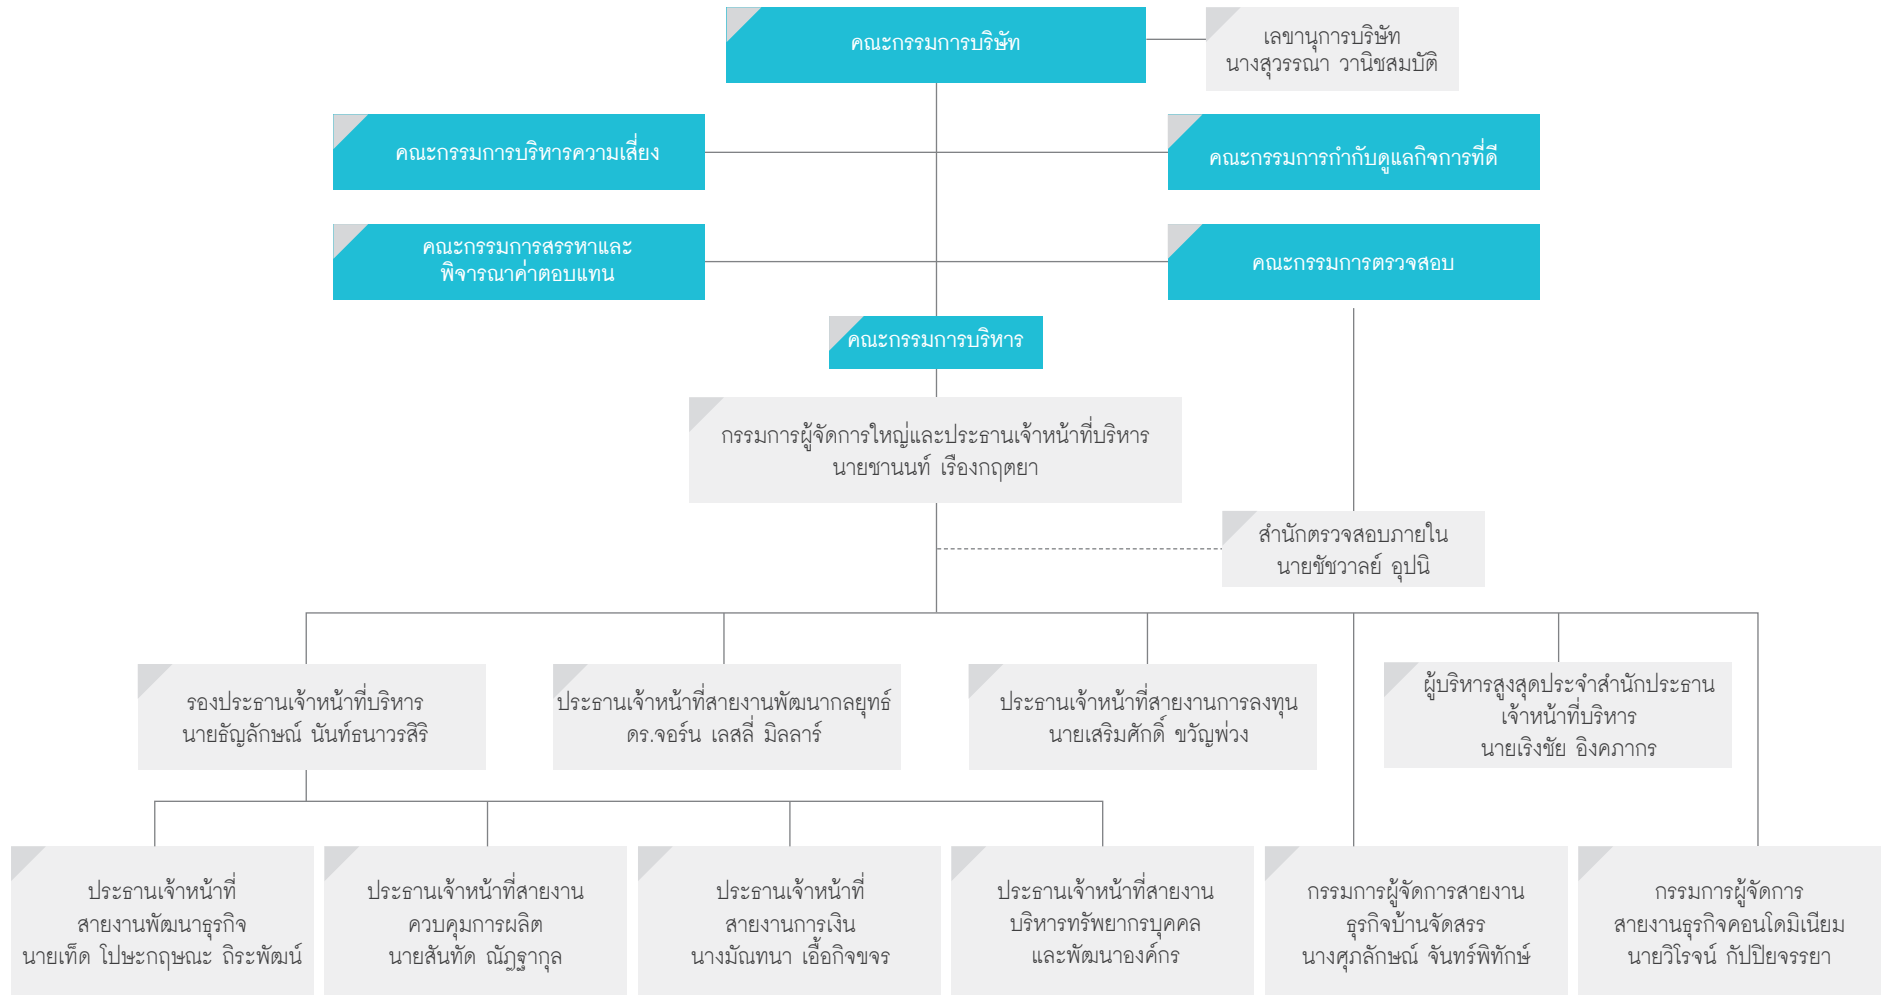 คณะกรรมการบริษัท
เลขานุการบริษัท
นางสุวรรณา วานิชสมบัติ
คณะกรรมการบริหารความเสี่ยง
คณะกรรมการกำกับดูแลกิจการที่ดี
คณะกรรมการสรรหาและ
พิจารณาค่าตอบแทน
คณะกรรมการตรวจสอบ
คณะกรรมการบริหาร
กรรมการผู้จัดการใหญ่และประธานเจ้าหน้าที่บริหาร
นายชานนท์ เรืองกฤตยา
สำนักตรวจสอบภายใน
นายชัชวาลย์ อุปนิ
รองประธานเจ้าหน้าที่บริหาร
นายธัญลักษณ์ นันท์ธนาวรสิริ
ประธานเจ้าหน้าที่สายงานพัฒนากลยุทธ์
ดร.จอร์น เลสลี่ มิลลาร์
ประธานเจ้าหน้าที่สายงานการลงทุน
นายเสริมศักดิ์ ขวัญพ่วง
ผู้บริหารสูงสุดประจำสำนักประธาน
เจ้าหน้าที่บริหาร
นายเริงชัย อิงคภากร
ประธานเจ้าหน้าที่
สายงานพัฒนาธุรกิจ
นายเท็ด โปษะกฤษณะ ถิระพัฒน์
ประธานเจ้าหน้าที่สายงาน
ควบคุมการผลิต
นายสันทัด ณัฏฐากุล
ประธานเจ้าหน้าที่
สายงานการเงิน
นางมัณทนา เอื้อกิจขจร
ประธานเจ้าหน้าที่สายงาน
บริหารทรัพยากรบุคคล
และพัฒนาองค์กร
กรรมการผู้จัดการสายงาน
ธุรกิจบ้านจัดสรร
นางศุภลักษณ์ จันทร์พิทักษ์
กรรมการผู้จัดการ
สายงานธุรกิจคอนโดมิเนียม
นายวิโรจน์ กัปปิยจรรยา